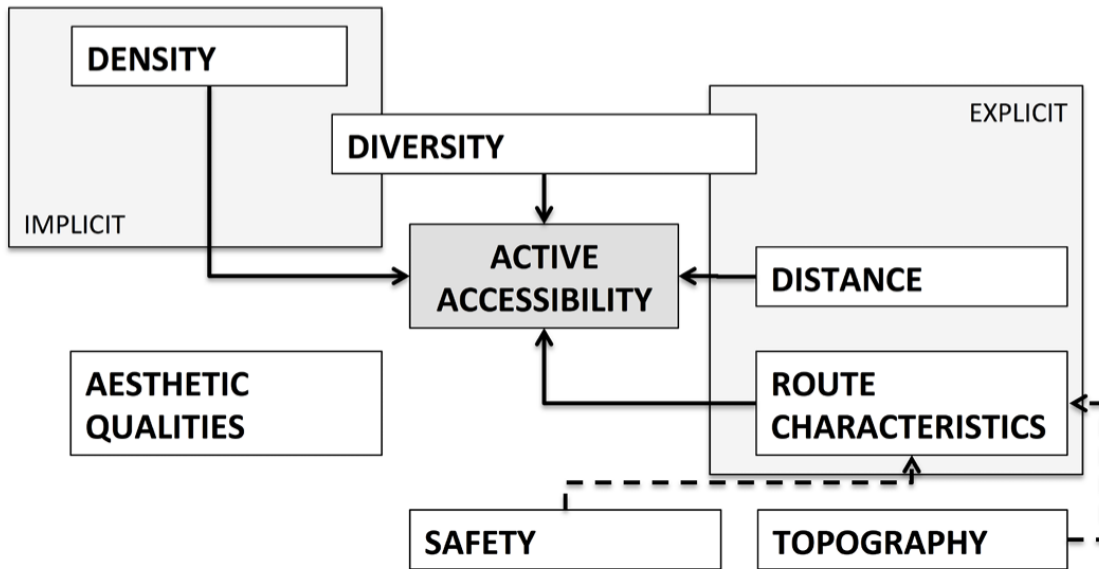 DENSITY
EXPLICIT
DIVERSITY
IMPLICIT
ACTIVE
ACCESSIBILITY
DISTANCE
AESTHETIC
QUALITIES
ROUTE
CHARACTERISTICS
SAFETY
TOPOGRAPHY